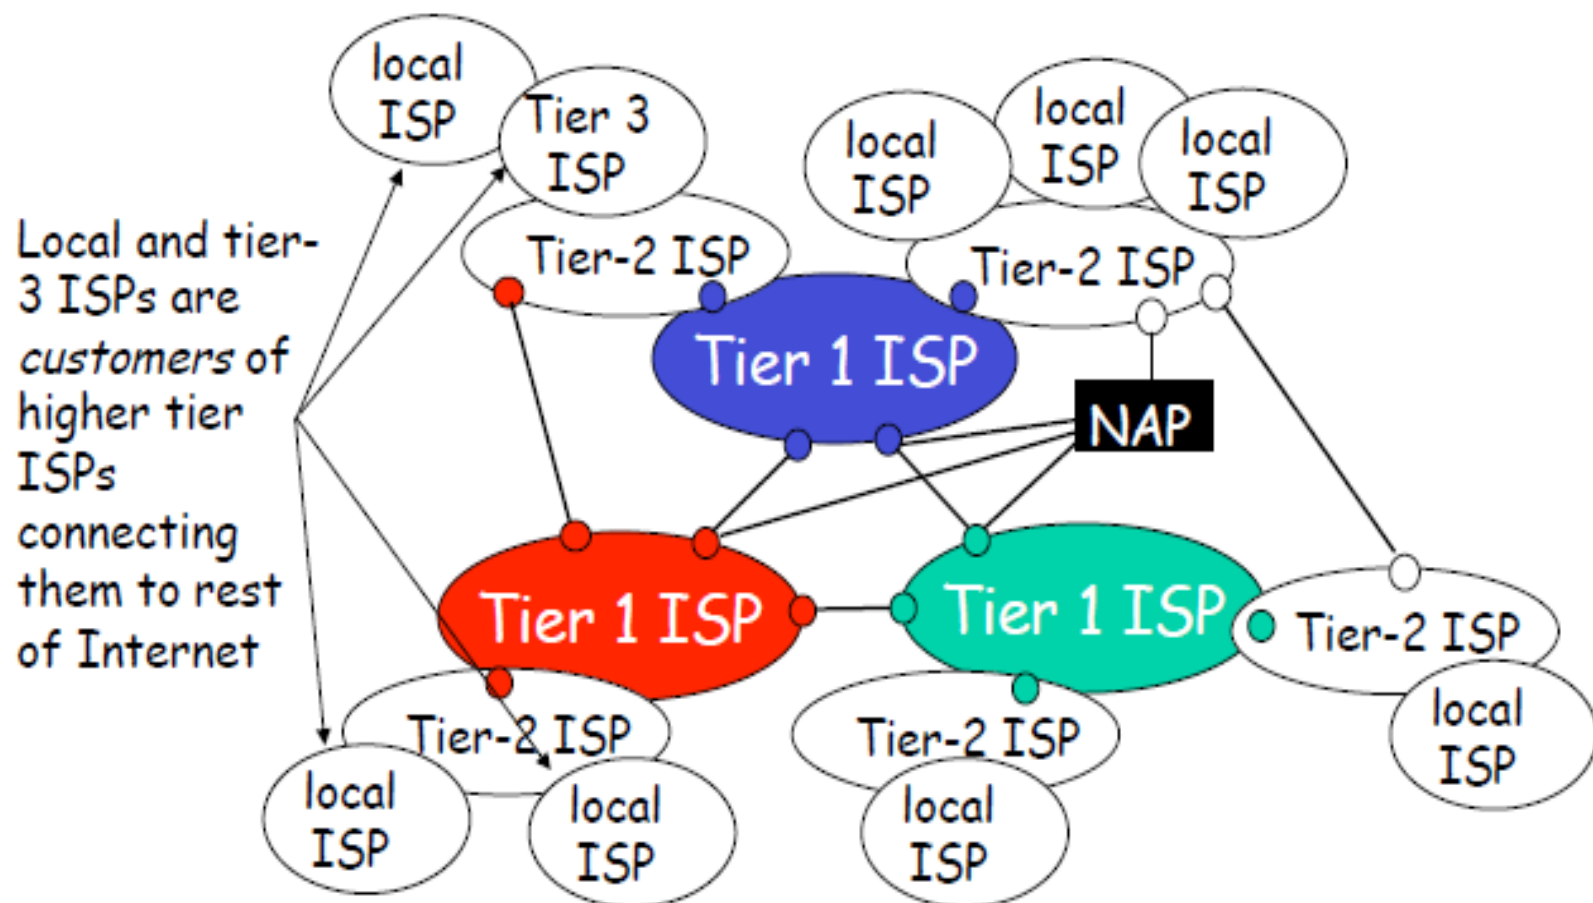 local
ISP
Tier 3
ISP
local
ISP
local
ISP
local
ISP
Local and tier-
3 ISPs are
customers of
higher tier
ISPs
connecting
them to rest
of Internet
Tier-2 ISP
Tier-2 ISP
Tier 1 ISP
NAP
Tier 1 ISP
Tier 1 ISP
Tier-2 ISP
Tier-2 ISP
Tier-2 ISP
local
ISP
local
ISP
local
ISP
local
ISP